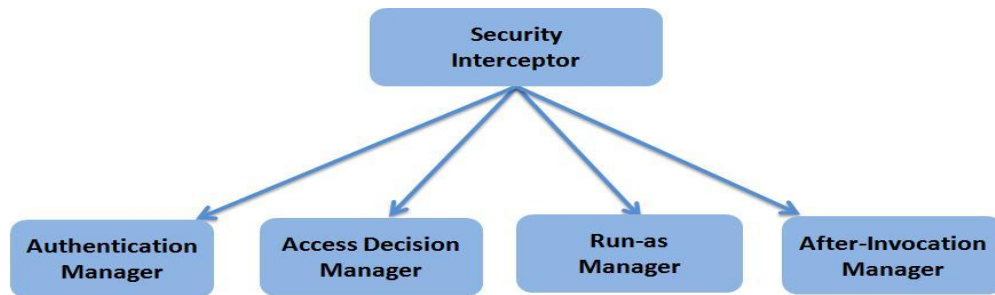 Security
Interceptor
Authentication
Manager
Access Decision
Manager
Run-as
Manager
After-Invocation
Manager